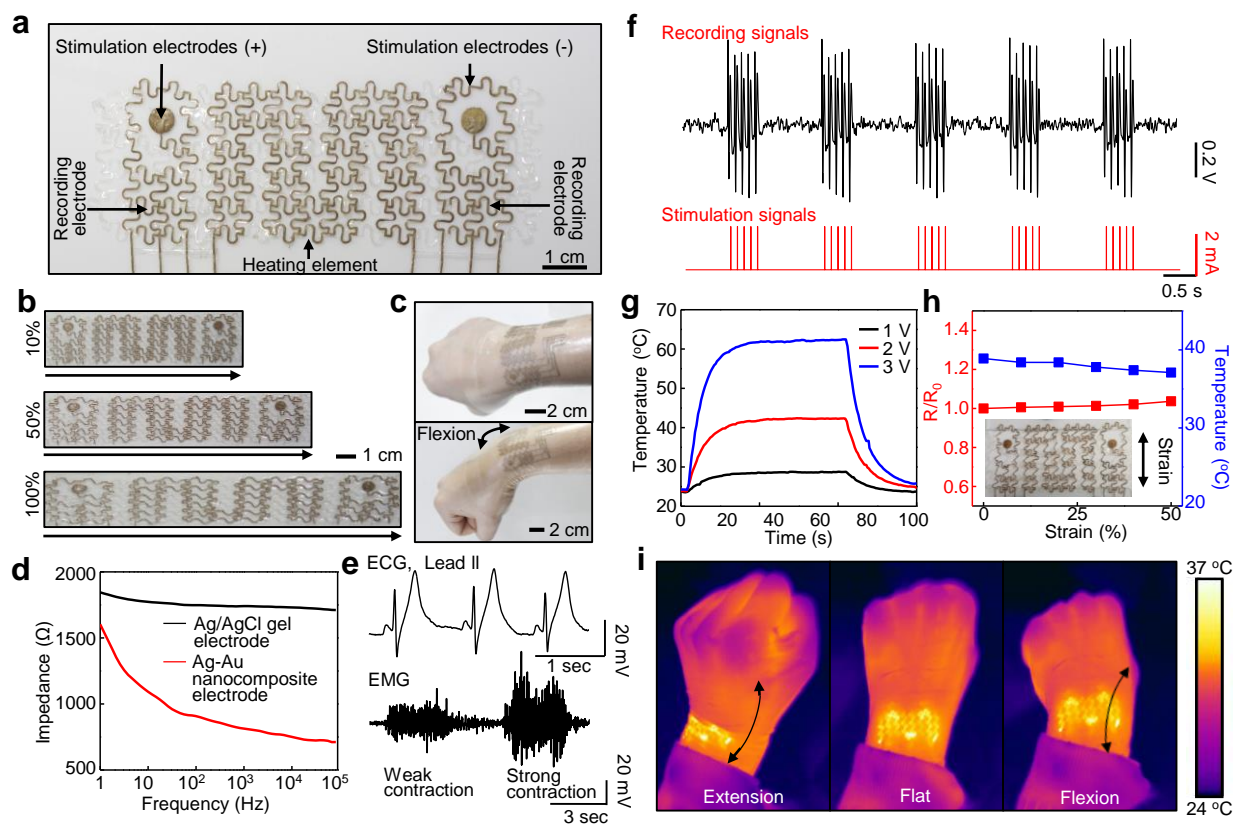 a
Stimulation electrodes (+)
Stimulation electrodes (-)
Recording
electrode
Recording
electrode
Heating element
1 cm
b
10%
50%
1 cm
100%
c
2 cm
Flexion
2 cm
d
2000
1500
1000
500
Impedance (Ω)
Ag/AgCl gel
electrode
Ag-Au
nanocomposite
electrode
1 10 10² 10³ 10⁴ 10⁵
Frequency (Hz)
e
ECG, Lead II
1 sec
20 mV
EMG
Weak
contraction
Strong
contraction
3 sec
20 mV
f
Recording signals
0.2 V
Stimulation signals
2 mA
0.5 s
g
70
60
50
40
30
20
Temperature (ºC)
1 V
2 V
3 V
0 20 40 60 80 100
Time (s)
h
1.4
1.2
1.0
0.8
0.6
R/R₀
40
30
20
Temperature (ºC)
Strain
0 25 50
Strain (%)
i
Extension
Flat
Flexion
37 ºC
24 ºC